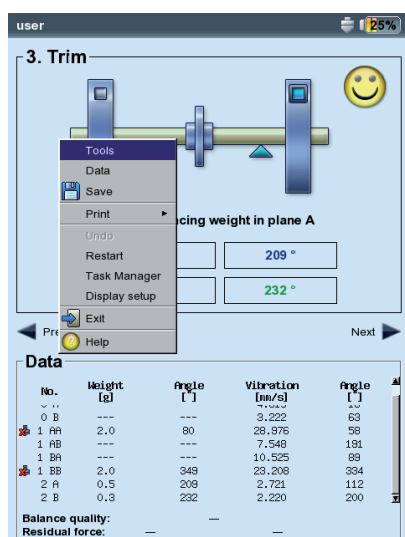 user
25%
3. Trim
Tools
Data
Save
Print
Undo
Restart
Task Manager
Display setup
Exit
Help
cing weight in plane A
209 °
232 °
Pre
Next
Data
No. Weight [g] Angle [°] Vibration [mm/s] Angle [°]
0 B --- --- 3.222 63
1 AA 2.0 80 28.976 58
1 AB --- --- 7.548 191
1 BA --- --- 10.525 89
1 BB 2.0 349 23.208 334
2 A 0.5 209 2.721 112
2 B 0.3 232 2.220 200
Balance quality: —
Residual force: — —